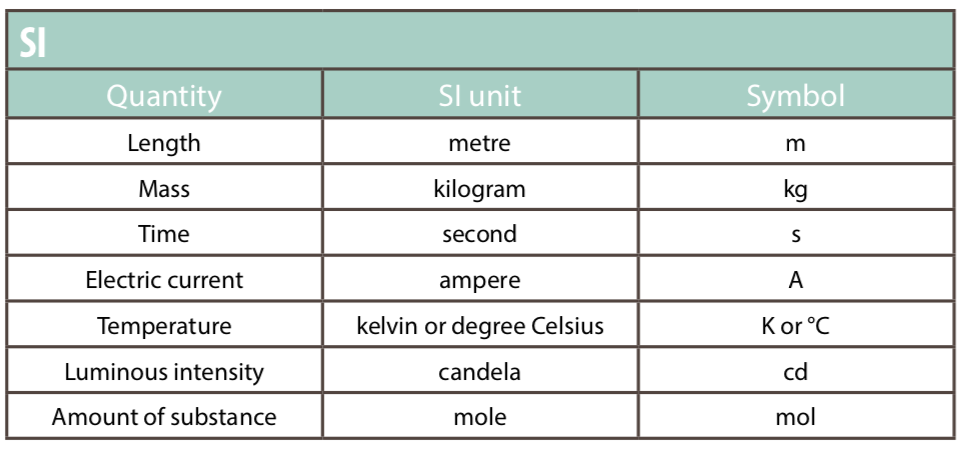 SI
Quantity SI unit Symbol
Length metre m
Mass kilogram kg
Time second s
Electric current ampere A
Temperature kelvin or degree Celsius K or °C
Luminous intensity candela cd
Amount of substance mole mol